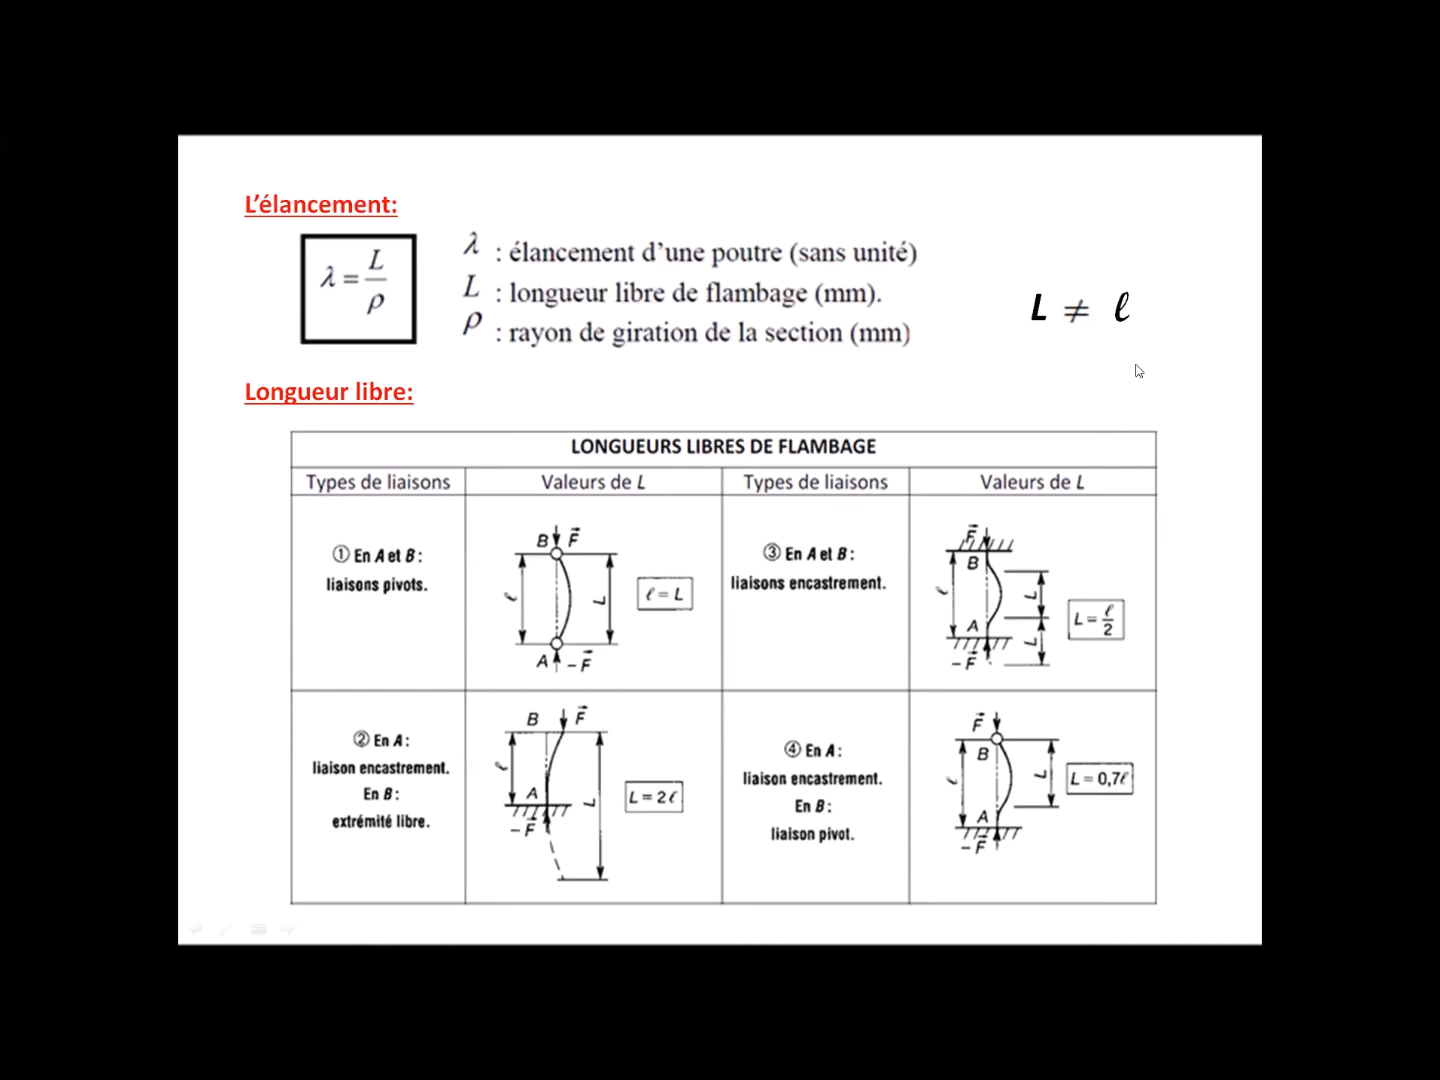 L'élancement:
λ = L/ρ
λ : élancement d'une poutre (sans unité)
L : longueur libre de flambage (mm).
ρ : rayon de giration de la section (mm)
L ≠ ℓ
Longueur libre:
LONGUEURS LIBRES DE FLAMBAGE
Types de liaisons Valeurs de L Types de liaisons Valeurs de L
① En A et B :
liaisons pivots.
B F⃗
ℓ L
ℓ = L
A −F⃗
③ En A et B :
liaisons encastrement.
F⃗
B
ℓ L
L = ℓ/2
A L
−F⃗
② En A :
liaison encastrement.
En B :
extrémité libre.
B F⃗
ℓ
A L
L = 2ℓ
−F⃗
④ En A :
liaison encastrement.
En B :
liaison pivot.
F⃗
B
ℓ L
L = 0,7ℓ
A
−F⃗